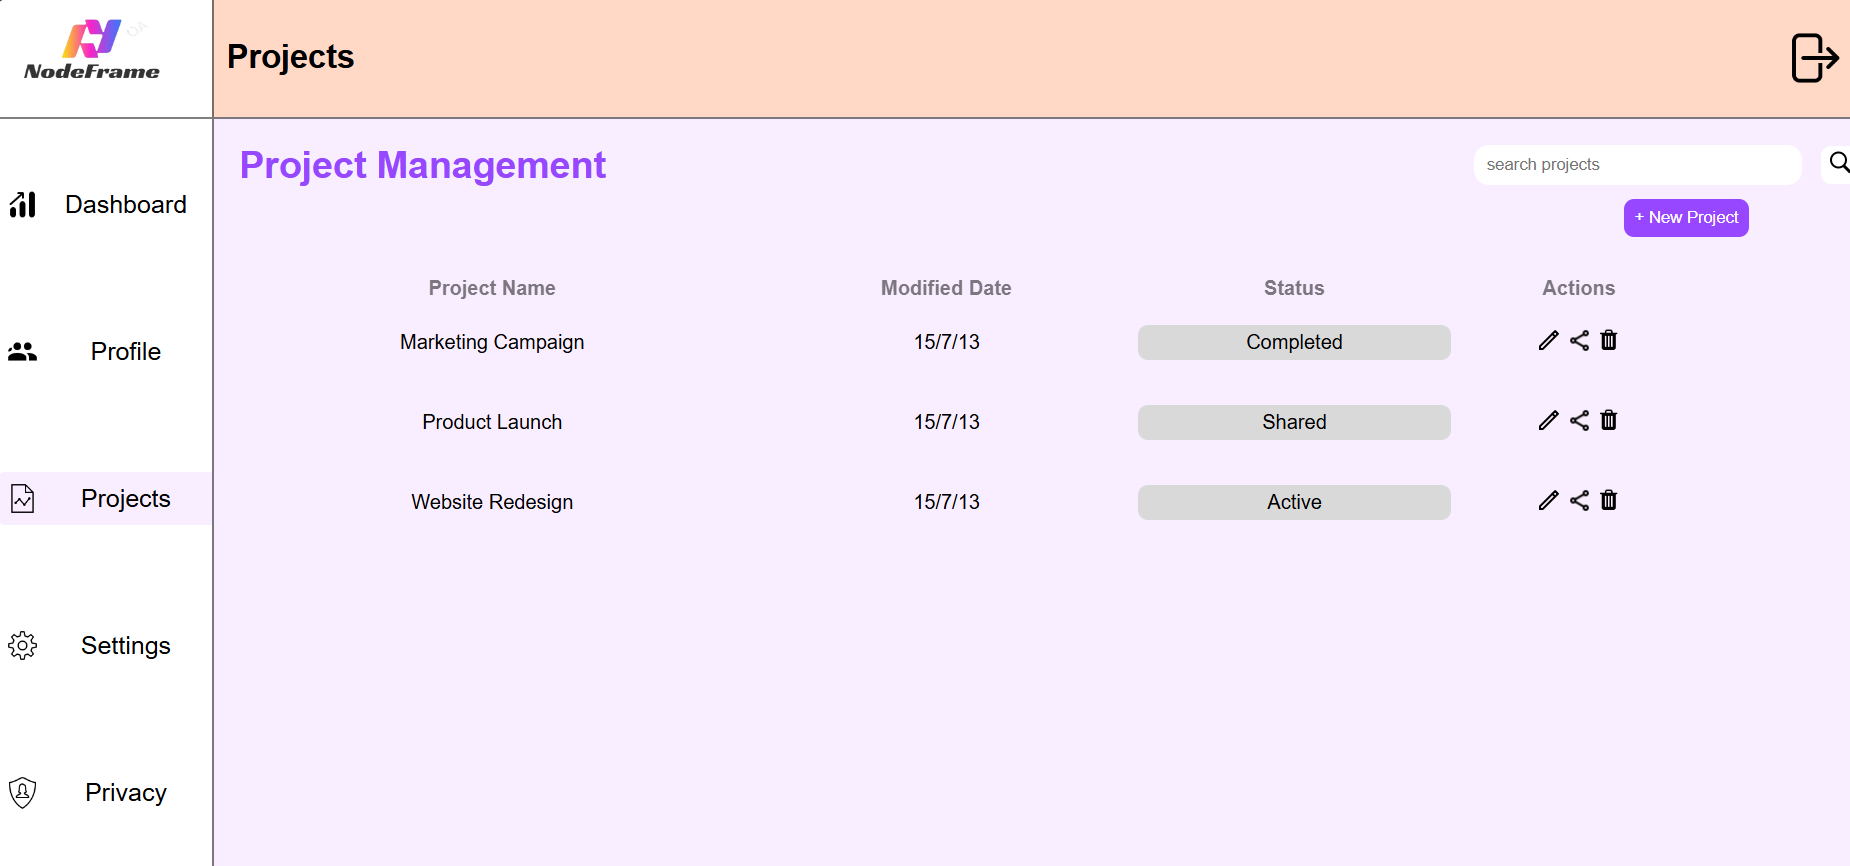 NodeFrame
Projects
Dashboard
Profile
Projects
Settings
Privacy
Project Management
search projects
+ New Project
Project Name Modified Date Status Actions
Marketing Campaign 15/7/13 Completed
Product Launch 15/7/13 Shared
Website Redesign 15/7/13 Active